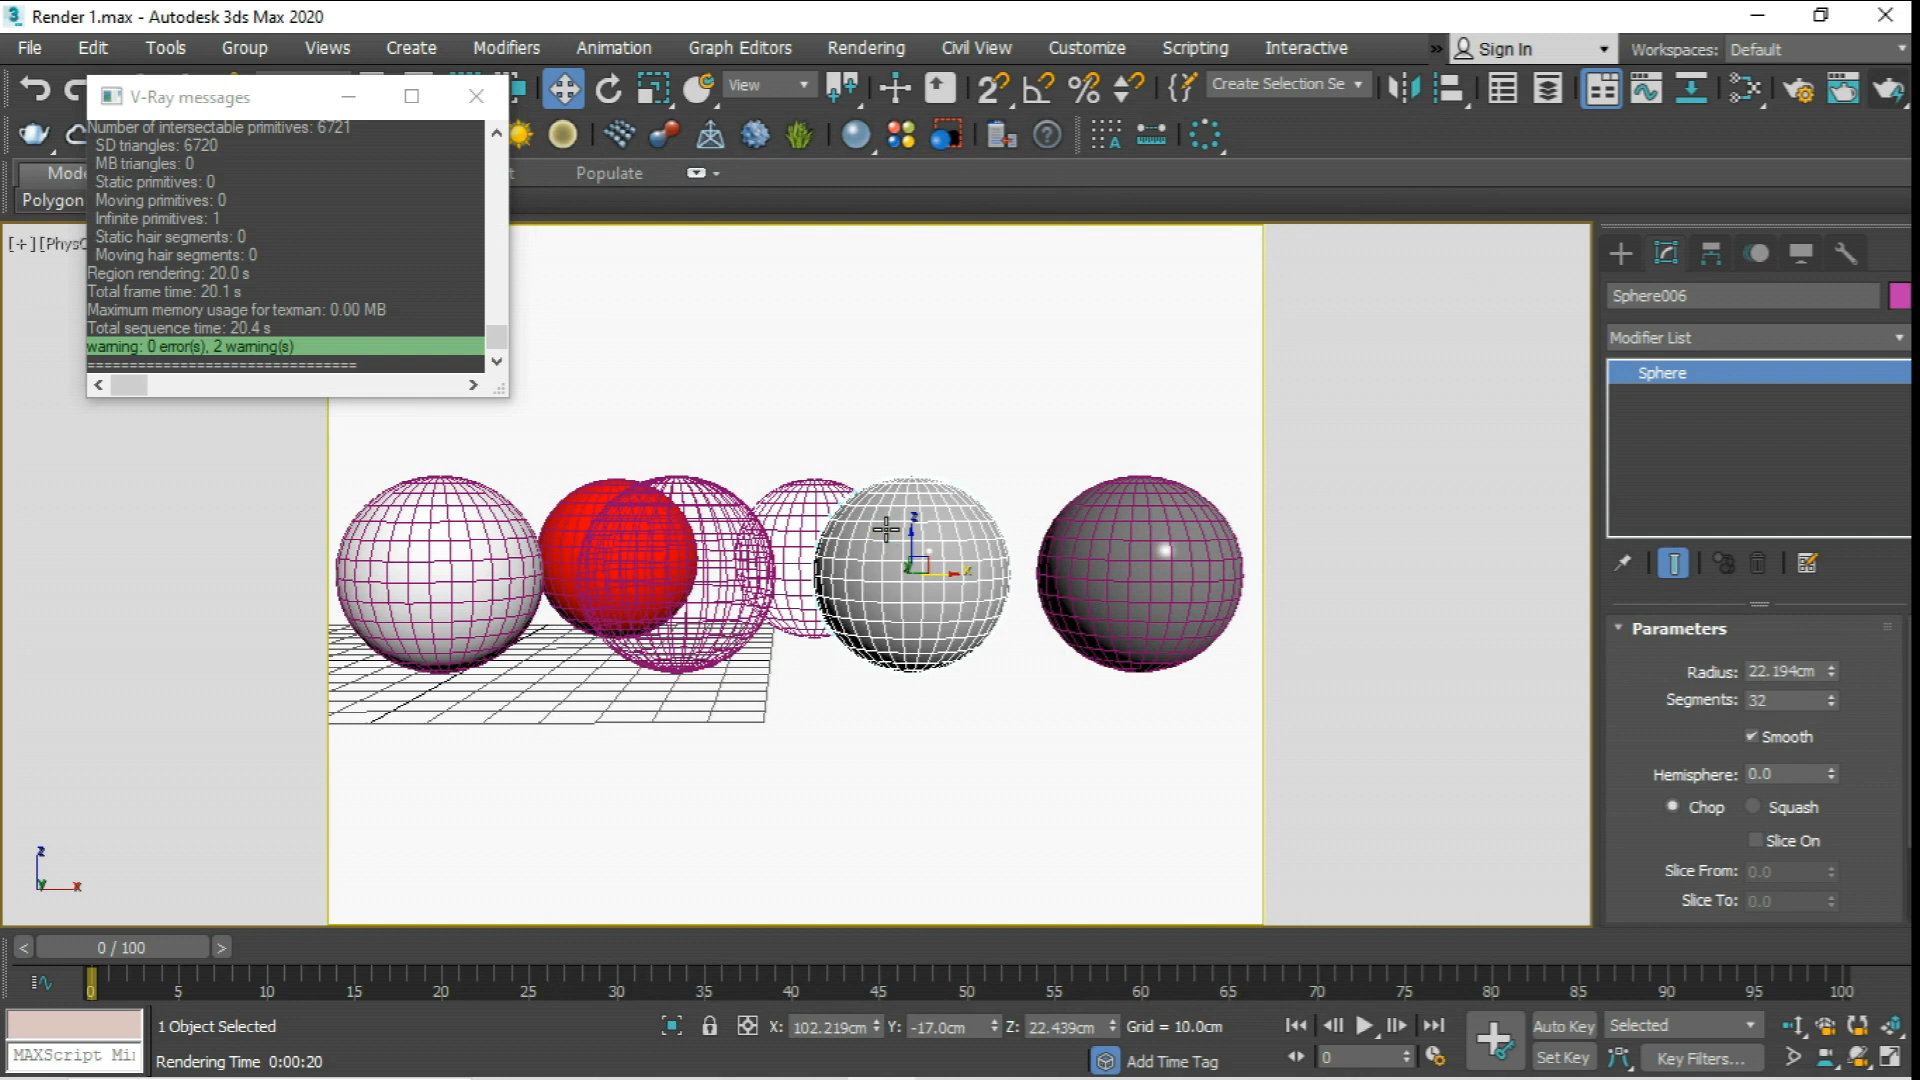 3 Render 1.max - Autodesk 3ds Max 2020
File Edit Tools Group Views Create Modifiers Animation Graph Editors Rendering Civil View Customize Scripting Interactive » Sign In Workspaces: Default
View Create Selection Se
V-Ray messages
Number of intersectable primitives: 6721
SD triangles: 6720
MB triangles: 0
Static primitives: 0
Moving primitives: 0
Infinite primitives: 1
Static hair segments: 0
Moving hair segments: 0
Region rendering: 20.0 s
Total frame time: 20.1 s
Maximum memory usage for texman: 0.00 MB
Total sequence time: 20.4 s
warning: 0 error(s), 2 warning(s)
==============================
Populate
Polygon
[+][Phys
z
x
z
y
x
Sphere006
Modifier List
Sphere
Parameters
Radius: 22.194cm
Segments: 32
Smooth
Hemisphere: 0.0
Chop Squash
Slice On
Slice From: 0.0
Slice To: 0.0
< 0 / 100 >
0 5 10 15 20 25 30 35 40 45 50 55 60 65 70 75 80 85 90 95 100
1 Object Selected X: 102.219cm Y: -17.0cm Z: 22.439cm Grid = 10.0cm Auto Key Selected
MAXScript Mi Rendering Time 0:00:20 Add Time Tag 0 Set Key Key Filters...